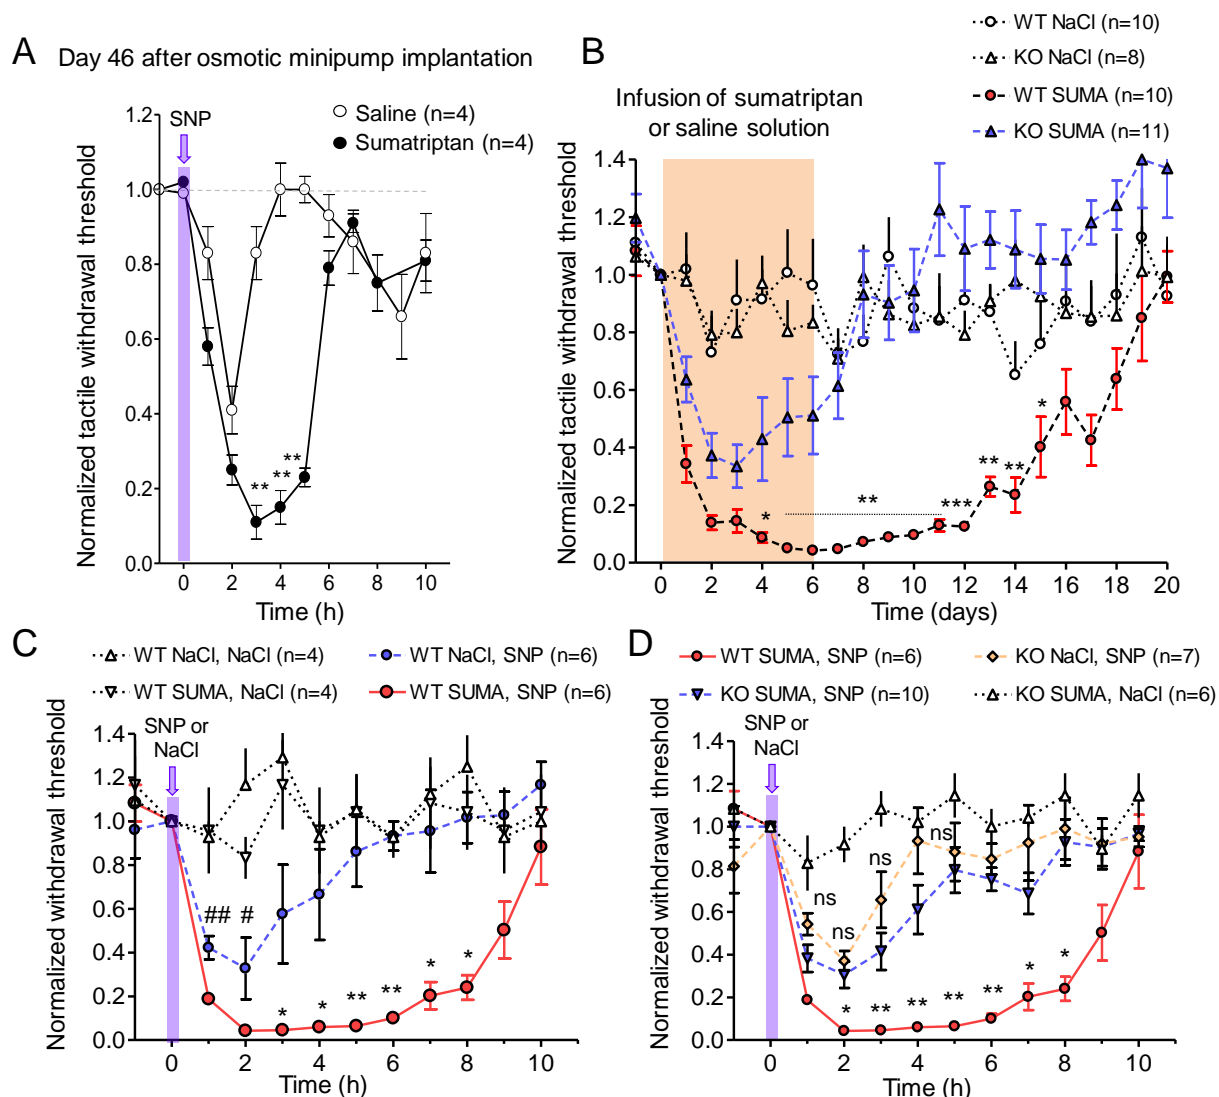 A
Day 46 after osmotic minipump implantation
Saline (n=4)
Sumatriptan (n=4)
SNP
Normalized tactile withdrawal threshold
1.2
1.0
0.8
0.6
0.4
0.2
0.0
**
**
**
0 2 4 6 8 10
Time (h)
B
WT NaCl (n=10)
KO NaCl (n=8)
WT SUMA (n=10)
KO SUMA (n=11)
Infusion of sumatriptan
or saline solution
Normalized tactile withdrawal threshold
1.4
1.2
1.0
0.8
0.6
0.4
0.2
0.0
*
**
***
**
**
*
0 2 4 6 8 10 12 14 16 18 20
Time (days)
C
WT NaCl, NaCl (n=4)
WT SUMA, NaCl (n=4)
WT NaCl, SNP (n=6)
WT SUMA, SNP (n=6)
SNP or
NaCl
Normalized withdrawal threshold
1.4
1.2
1.0
0.8
0.6
0.4
0.2
0.0
## #
* * ** ** * *
0 2 4 6 8 10
Time (h)
D
WT SUMA, SNP (n=6)
KO SUMA, SNP (n=10)
KO NaCl, SNP (n=7)
KO SUMA, NaCl (n=6)
SNP or
NaCl
Normalized withdrawal threshold
1.4
1.2
1.0
0.8
0.6
0.4
0.2
0.0
ns ns ns ns
* ** ** ** ** * *
0 2 4 6 8 10
Time (h)